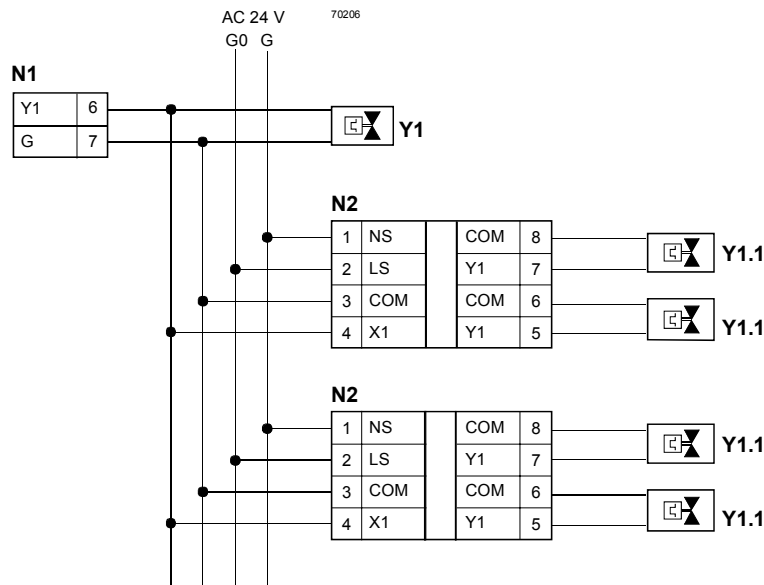 AC 24 V 70206
G0 G
N1
Y1 6
G 7
Y1
N2
1 NS COM 8
2 LS Y1 7
Y1.1
3 COM COM 6
4 X1 Y1 5
Y1.1
N2
1 NS COM 8
2 LS Y1 7
Y1.1
3 COM COM 6
4 X1 Y1 5
Y1.1